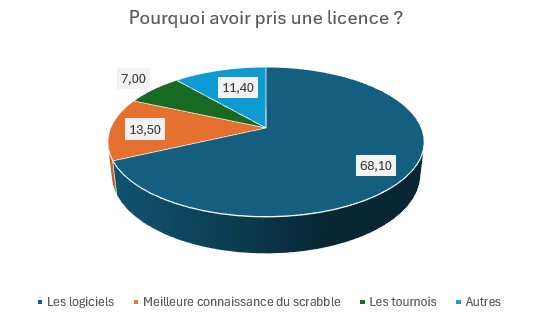 Pourquoi avoir pris une licence ?
7,00
11,40
13,50
68,10
Les logiciels
Meilleure connaissance du scrabble
Les tournois
Autres